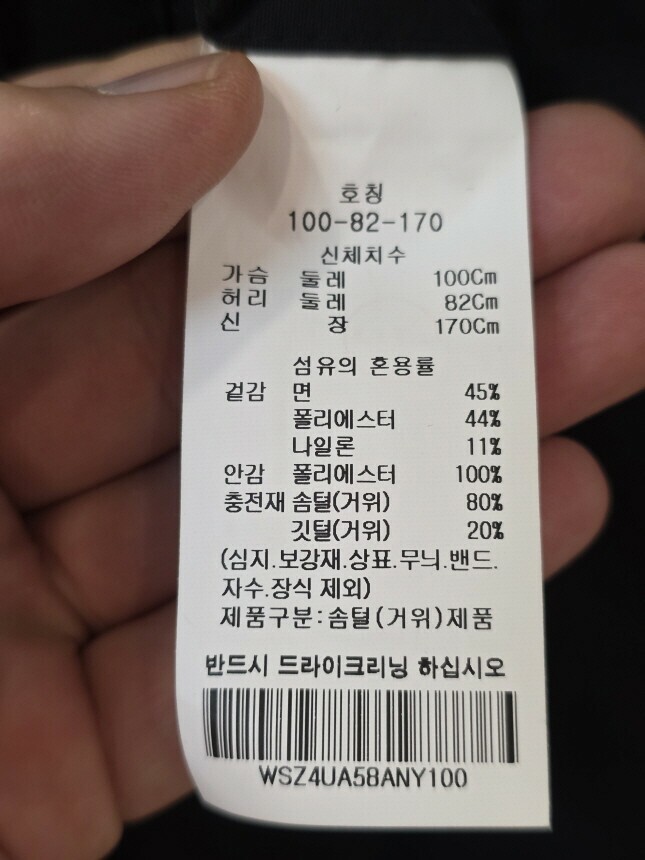 호칭
100-82-170
신체치수
가슴 둘레 100Cm
허리 둘레 82Cm
신 장 170Cm
섬유의 혼용률
겉감 면 45%
폴리에스터 44%
나일론 11%
안감 폴리에스터 100%
충전재 솜털(거위) 80%
깃털(거위) 20%
(심지.보강재.상표.무늬.밴드.
자수.장식 제외)
제품구분:솜털(거위)제품
반드시 드라이크리닝 하십시오
WSZ4UA58ANY100